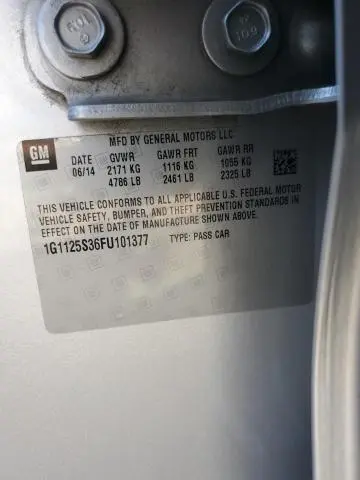 GM
MFD BY GENERAL MOTORS LLC
DATE GVWR GAWR FRT GAWR RR
06/14 2171 KG 1116 KG 1055 KG
4786 LB 2461 LB 2325 LB
THIS VEHICLE CONFORMS TO ALL APPLICABLE U.S. FEDERAL MOTOR
VEHICLE SAFETY, BUMPER, AND THEFT PREVENTION STANDARDS IN
EFFECT ON THE DATE OF MANUFACTURE SHOWN ABOVE.
1G1125S36FU101377 TYPE: PASS CAR